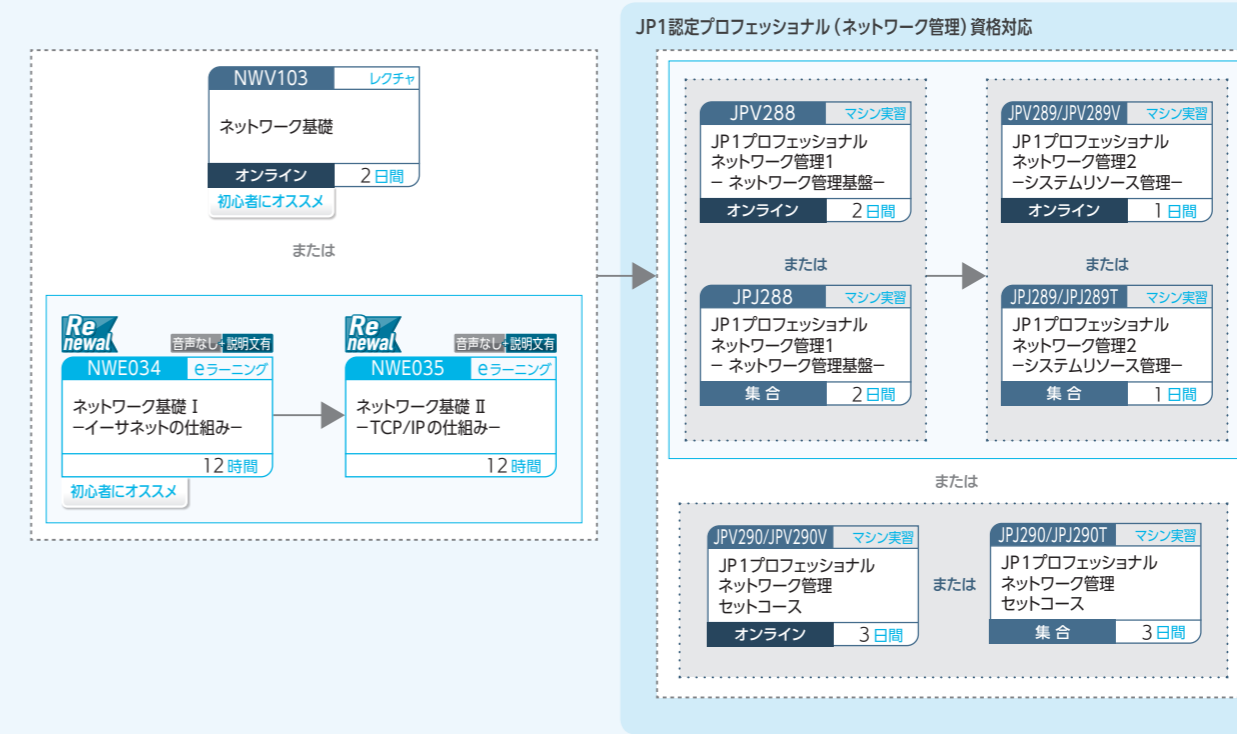 JP1認定プロフェッショナル（ネットワーク管理）資格対応
NWV103 レクチャ
ネットワーク基礎
オンライン 2日間
初心者にオススメ
または
Re
newal
音声なし+説明文有
NWE034 eラーニング
ネットワーク基礎 Ⅰ
−イーサネットの仕組み−
12時間
初心者にオススメ
Re
newal
音声なし+説明文有
NWE035 eラーニング
ネットワーク基礎 Ⅱ
−TCP/IPの仕組み−
12時間
JPV288 マシン実習
JP1プロフェッショナル
ネットワーク管理1
− ネットワーク管理基盤−
オンライン 2日間
または
JPJ288 マシン実習
JP1プロフェッショナル
ネットワーク管理1
− ネットワーク管理基盤−
集合 2日間
JPV289/JPV289V マシン実習
JP1プロフェッショナル
ネットワーク管理2
−システムリソース管理−
オンライン 1日間
または
JPJ289/JPJ289T マシン実習
JP1プロフェッショナル
ネットワーク管理2
−システムリソース管理−
集合 1日間
または
JPV290/JPV290V マシン実習
JP1プロフェッショナル
ネットワーク管理
セットコース
オンライン 3日間
または
JPJ290/JPJ290T マシン実習
JP1プロフェッショナル
ネットワーク管理
セットコース
集合 3日間